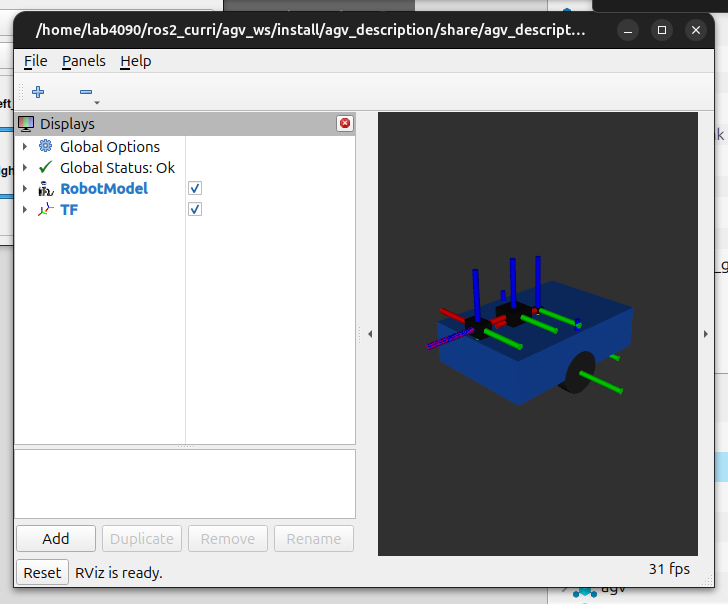 /home/lab4090/ros2_curri/agv_ws/install/agv_description/share/agv_descript...
File Panels Help
Displays
Global Options
Global Status: Ok
RobotModel
TF
Add Duplicate Remove Rename
Reset RViz is ready. 31 fps
agv